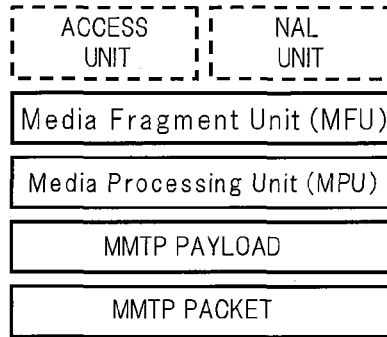 ACCESS
UNIT
NAL
UNIT
Media Fragment Unit (MFU)
Media Processing Unit (MPU)
MMTP PAYLOAD
MMTP PACKET